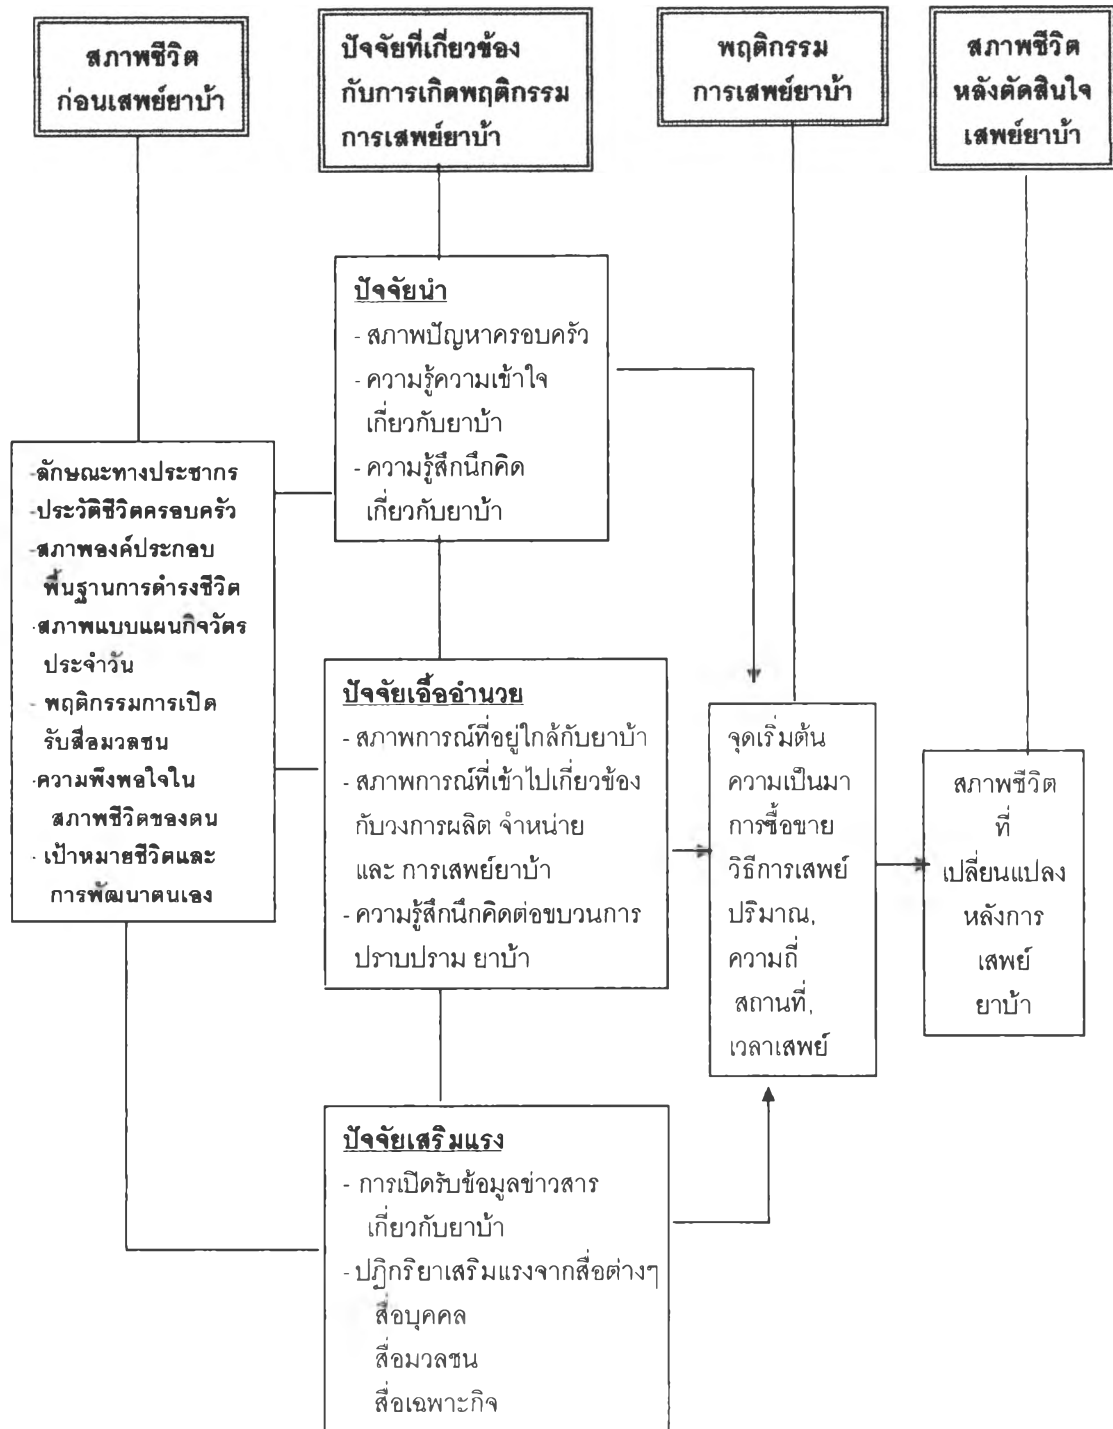 สภาพชีวิต
ก่อนเสพย์ยาบ้า
ปัจจัยที่เกี่ยวข้อง
กับการเกิดพฤติกรรม
การเสพย์ยาบ้า
พฤติกรรม
การเสพย์ยาบ้า
สภาพชีวิต
หลังตัดสินใจ
เสพย์ยาบ้า
-ลักษณะทางประชากร
-ประวัติชีวิตครอบครัว
-สภาพองค์ประกอบ
พื้นฐานการดำรงชีวิต
-สภาพแบบแผนกิจวัตร
ประจำวัน
- พฤติกรรมการเปิด
รับสื่อมวลชน
-ความพึงพอใจใน
สภาพชีวิตของตน
- เป้าหมายชีวิตและ
การพัฒนาตนเอง
ปัจจัยนำ
- สภาพปัญหาครอบครัว
- ความรู้ความเข้าใจ
เกี่ยวกับยาบ้า
- ความรู้สึกนึกคิด
เกี่ยวกับยาบ้า
ปัจจัยเอื้ออำนวย
- สภาพการณ์ที่อยู่ใกล้กับยาบ้า
- สภาพการณ์ที่เข้าไปเกี่ยวข้อง
กับวงการผลิต จำหน่าย
และ การเสพย์ยาบ้า
- ความรู้สึกนึกคิดต่อขบวนการ
ปราบปราม ยาบ้า
ปัจจัยเสริมแรง
- การเปิดรับข้อมูลข่าวสาร
เกี่ยวกับยาบ้า
- ปฏิกริยาเสริมแรงจากสื่อต่างๆ
สื่อบุคคล
สื่อมวลชน
สื่อเฉพาะกิจ
จุดเริ่มต้น
ความเป็นมา
การซื้อขาย
วิธีการเสพย์
ปริมาณ,
ความถี่
สถานที่,
เวลาเสพย์
สภาพชีวิต
ที่
เปลี่ยนแปลง
หลังการ
เสพย์
ยาบ้า